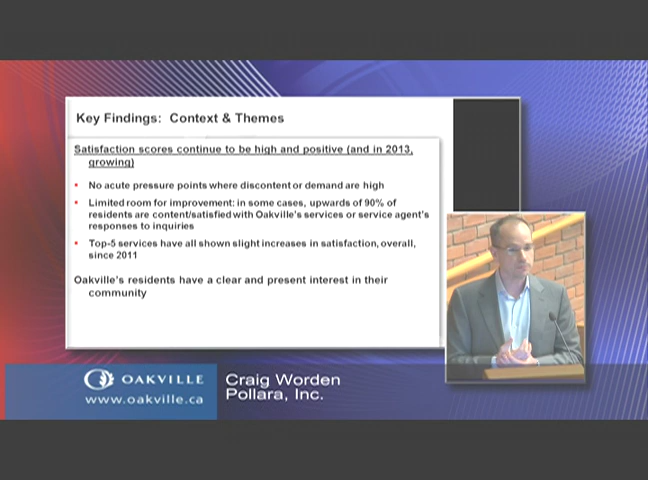 Key Findings: Context & Themes
Satisfaction scores continue to be high and positive (and in 2013,
growing)
No acute pressure points where discontent or demand are high
Limited room for improvement: in some cases, upwards of 90% of
residents are content/satisfied with Oakville's services or service agent's
responses to inquiries
Top-5 services have all shown slight increases in satisfaction, overall,
since 2011
Oakville's residents have a clear and present interest in their
community
OAKVILLE
www.oakville.ca
Craig Worden
Pollara, Inc.